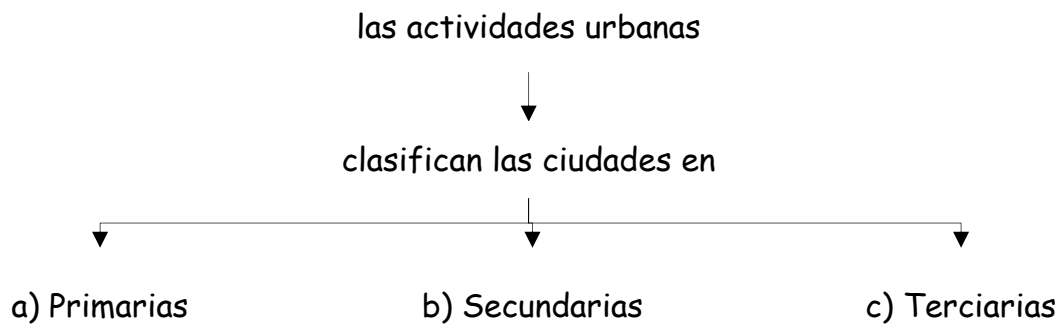 las actividades urbanas
clasifican las ciudades en
a) Primarias
b) Secundarias
c) Terciarias